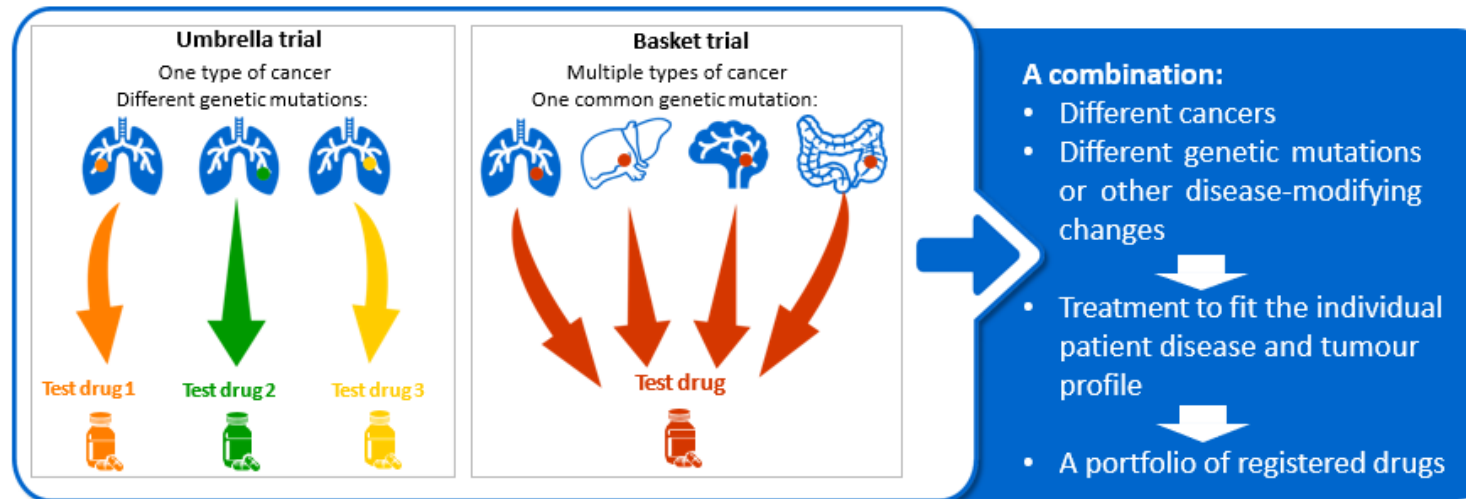 Umbrella trial
One type of cancer
Different genetic mutations:
Test drug 1
Test drug 2
Test drug 3
Basket trial
Multiple types of cancer
One common genetic mutation:
Test drug
A combination:
• Different cancers
• Different genetic mutations
or other disease-modifying
changes
• Treatment to fit the individual
patient disease and tumour
profile
• A portfolio of registered drugs